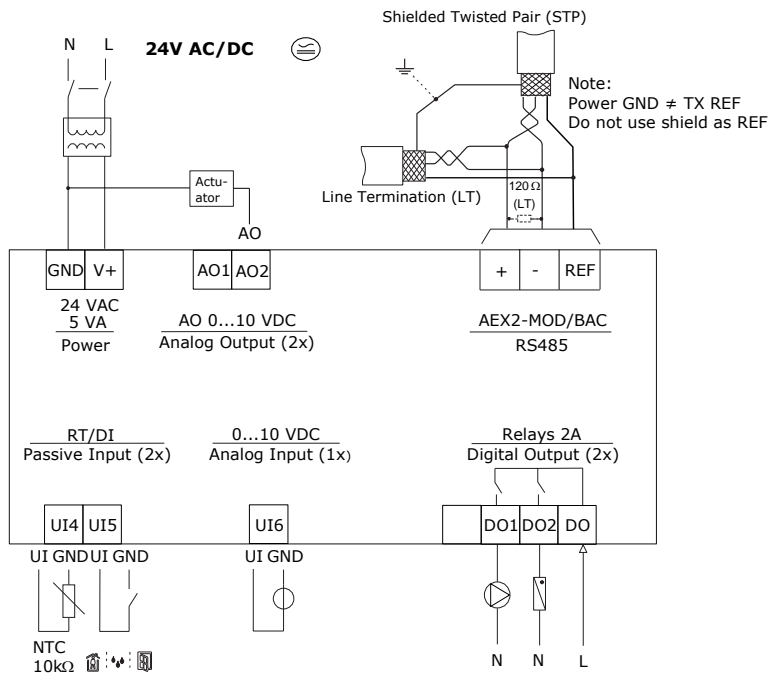 Shielded Twisted Pair (STP)
N L
24V AC/DC
Note:
Power GND ≠ TX REF
Do not use shield as REF
Actu-
ator
Line Termination (LT)
120 Ω
(LT)
AO
GND V+
AO1 AO2
+ - REF
24 VAC
5 VA
Power
AO 0...10 VDC
Analog Output (2x)
AEX2-MOD/BAC
RS485
RT/DI
Passive Input (2x)
0...10 VDC
Analog Input (1x)
Relays 2A
Digital Output (2x)
UI4 UI5
UI6
DO1 DO2 DO
UI GND UI GND
UI GND
NTC
10kΩ
N N L